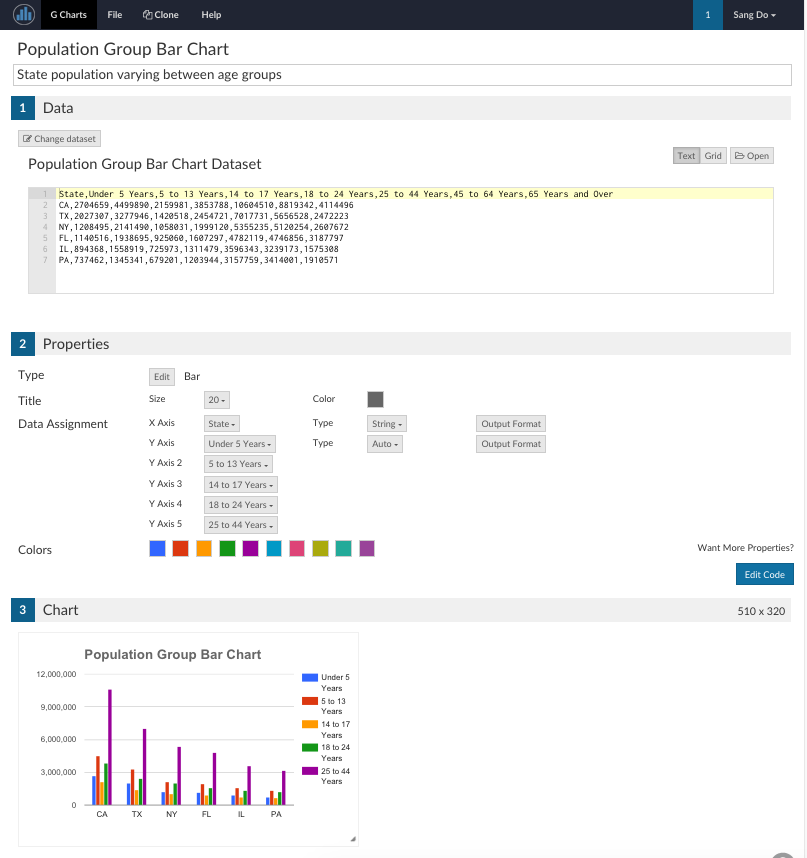 G Charts File Clone Help 1 Sang Do
Population Group Bar Chart
State population varying between age groups
1 Data
Change dataset
Text Grid Open
Population Group Bar Chart Dataset
1 State,Under 5 Years,5 to 13 Years,14 to 17 Years,18 to 24 Years,25 to 44 Years,45 to 64 Years,65 Years and Over
2 CA,2704659,4499890,2159981,3853788,10604510,8819342,4114496
3 TX,2027307,3277946,1420518,2454721,7017731,5656528,2472223
4 NY,1208495,2141490,1058031,1999120,5355235,5120254,2607672
5 FL,1140516,1938695,925060,1607297,4782119,4746856,3187797
6 IL,894368,1558919,725973,1311479,3596343,3239173,1575308
7 PA,737462,1345341,679201,1203944,3157759,3414001,1910571
2 Properties
Type Edit Bar
Title Size 20 Color
Data Assignment X Axis State Type String Output Format
Y Axis Under 5 Years Type Auto Output Format
Y Axis 2 5 to 13 Years
Y Axis 3 14 to 17 Years
Y Axis 4 18 to 24 Years
Y Axis 5 25 to 44 Years
Colors
Want More Properties?
Edit Code
3 Chart 510 x 320
Population Group Bar Chart
12,000,000
9,000,000
6,000,000
3,000,000
0
CA TX NY FL IL PA
Under 5
Years
5 to 13
Years
14 to 17
Years
18 to 24
Years
25 to 44
Years